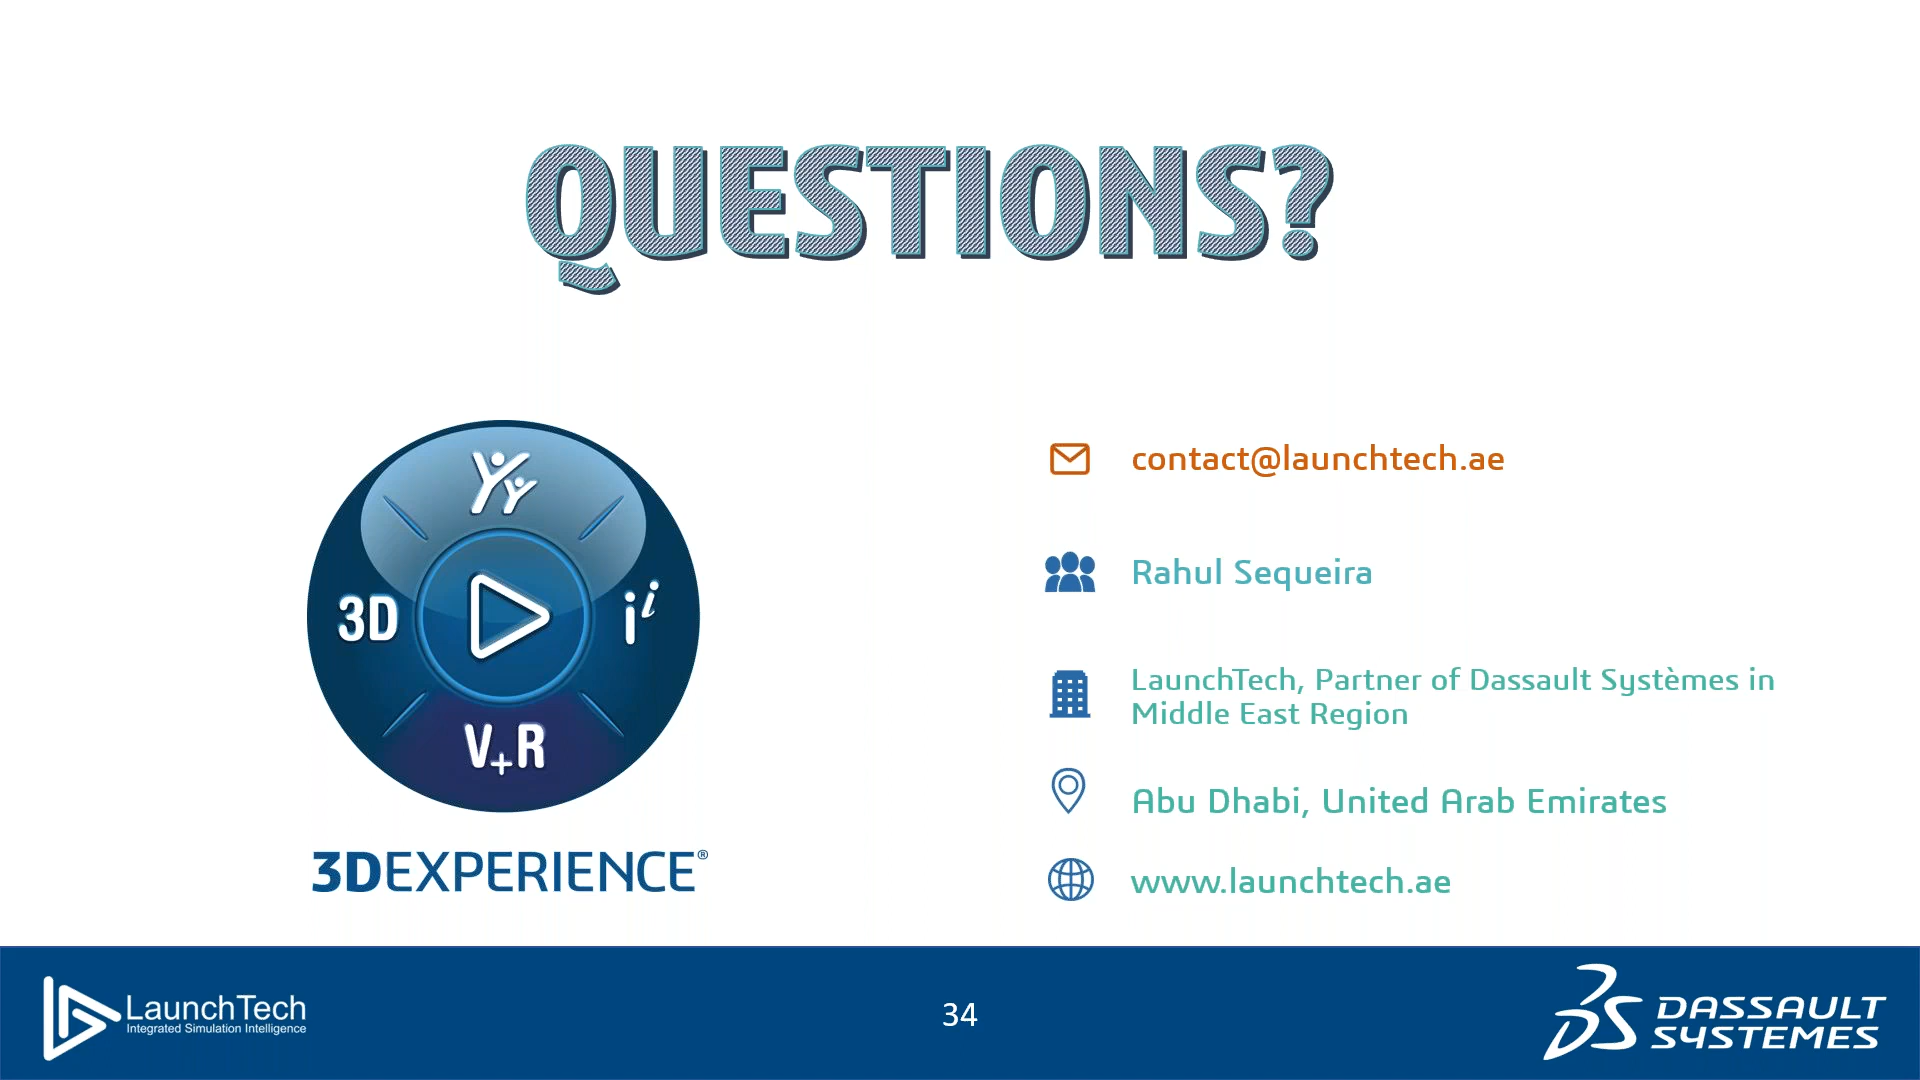 QUESTIONS?
contact@launchtech.ae
Rahul Sequeira
LaunchTech, Partner of Dassault Systèmes in
Middle East Region
Abu Dhabi, United Arab Emirates
www.launchtech.ae
3D
i i
V+R
3DEXPERIENCE®
LaunchTech
Integrated Simulation Intelligence
34
DASSAULT
SYSTEMES